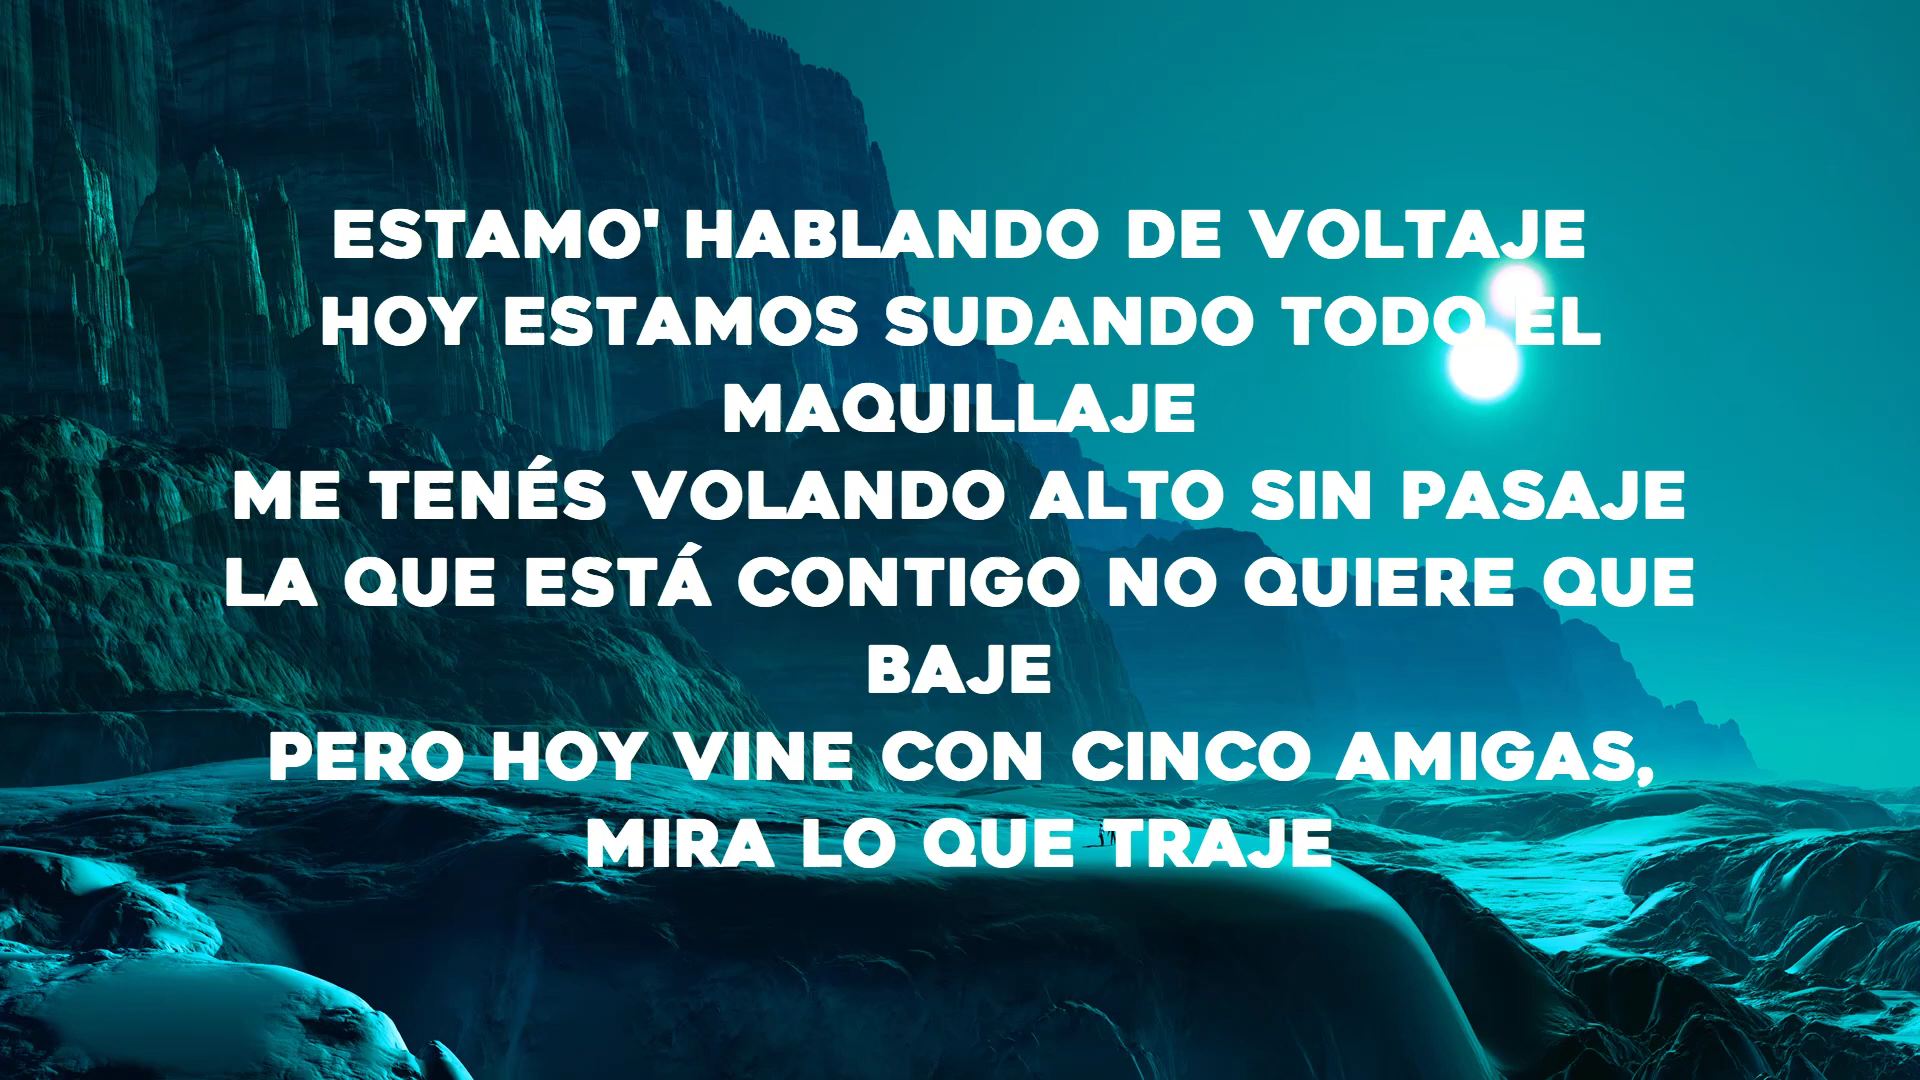 ESTAMO' HABLANDO DE VOLTAJE
HOY ESTAMOS SUDANDO TODO EL
MAQUILLAJE
ME TENÉS VOLANDO ALTO SIN PASAJE
LA QUE ESTÁ CONTIGO NO QUIERE QUE
BAJE
PERO HOY VINE CON CINCO AMIGAS,
MIRA LO QUE TRAJE